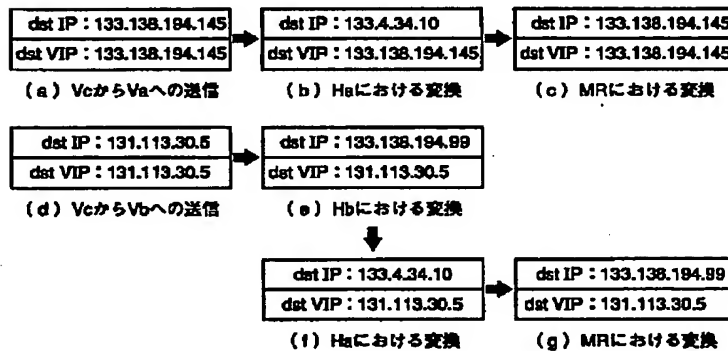 dst IP：133.138.194.145
dst VIP：133.138.194.145
(a) VcからVaへの送信
dst IP：133.4.34.10
dst VIP：133.138.194.145
(b) Haにおける変換
dst IP：133.138.194.145
dst VIP：133.138.194.145
(c) MRにおける変換
dst IP：131.113.30.5
dst VIP：131.113.30.5
(d) VcからVbへの送信
dst IP：133.138.194.99
dst VIP：131.113.30.5
(e) Hbにおける変換
dst IP：133.4.34.10
dst VIP：131.113.30.5
(f) Haにおける変換
dst IP：133.138.194.99
dst VIP：131.113.30.5
(g) MRにおける変換